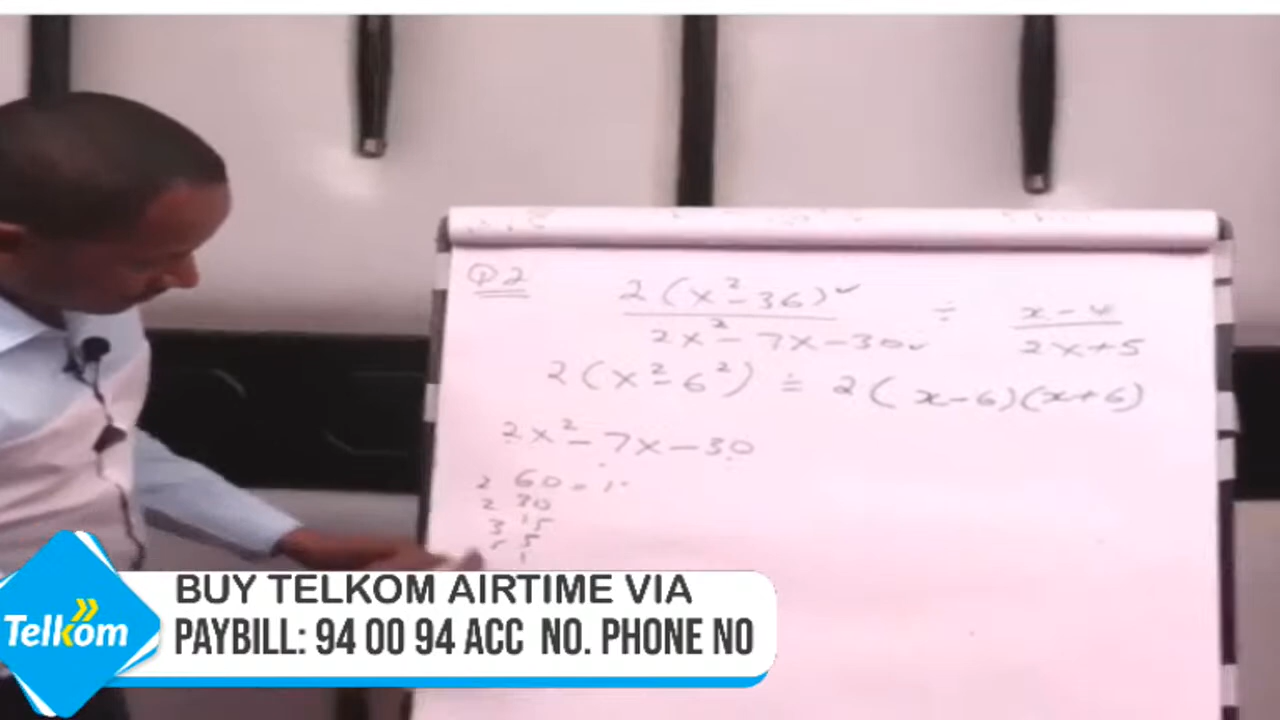 Q2
2(x²-36)✓ ÷ x-4
2x²-7x-30✓ 2x+5
2(x²-6²) = 2(x-6)(x+6)
2x²-7x-30
2 60 =
2 30
3 15
5
1
Telkom
BUY TELKOM AIRTIME VIA
PAYBILL: 94 00 94 ACC NO. PHONE NO